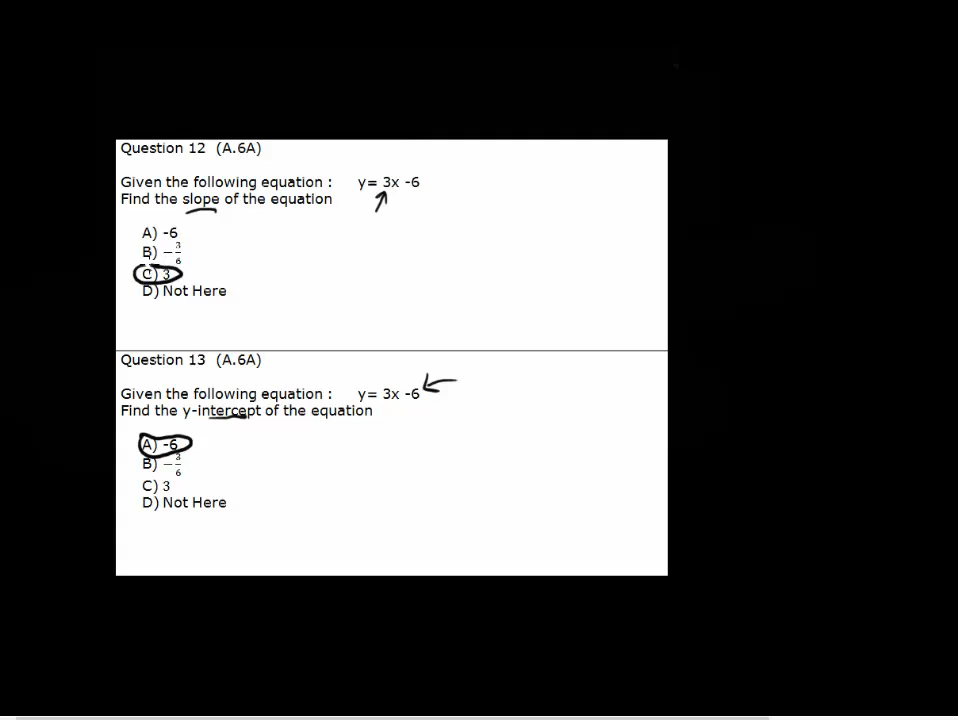 Question 12 (A.6A)
Given the following equation : y= 3x -6
Find the slope of the equation
A) -6
B) −3/6
C) 3
D) Not Here
Question 13 (A.6A)
Given the following equation : y= 3x -6
Find the y-intercept of the equation
A) -6
B) −3/6
C) 3
D) Not Here